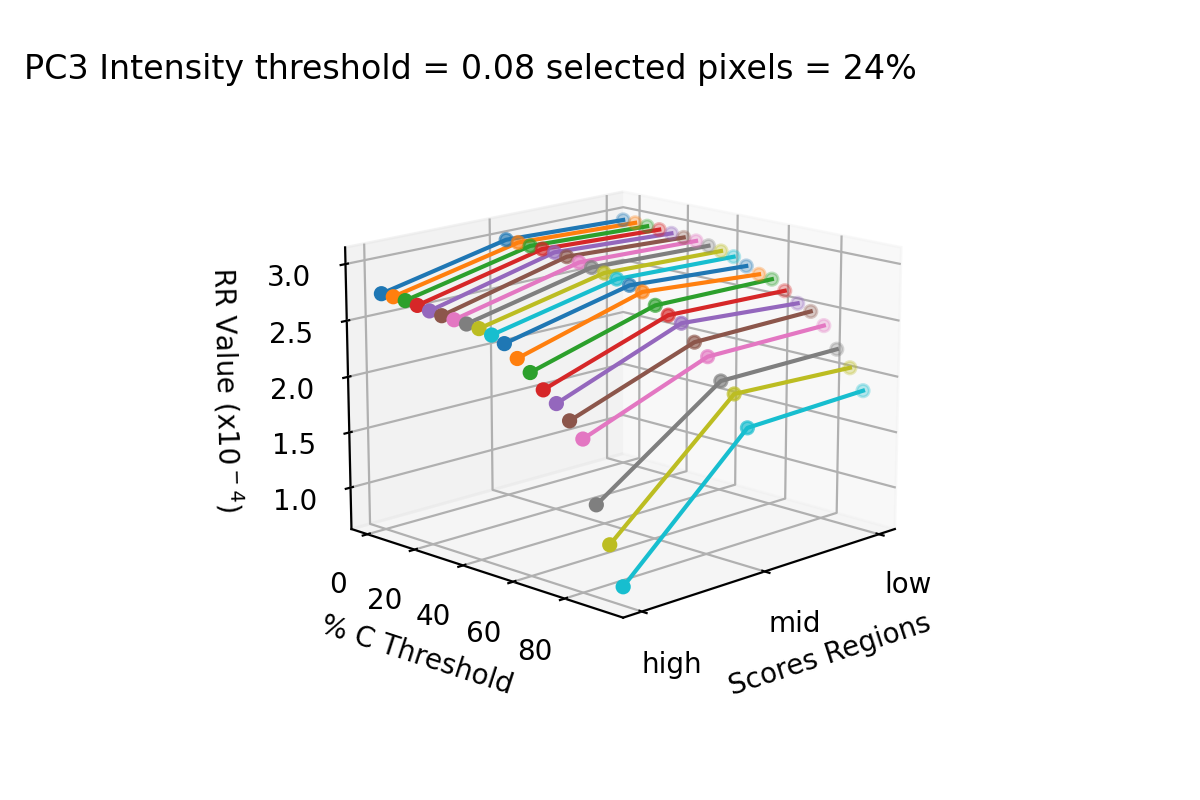 PC3 Intensity threshold = 0.08 selected pixels = 24%
RR Value (x10⁻⁴)
3.0
2.5
2.0
1.5
1.0
0
20
40
60
80
% C Threshold
high
mid
low
Scores Regions